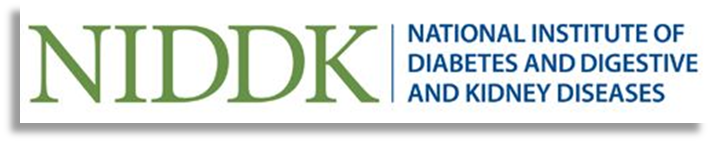 NIDDK
NATIONAL INSTITUTE OF
DIABETES AND DIGESTIVE
AND KIDNEY DISEASES